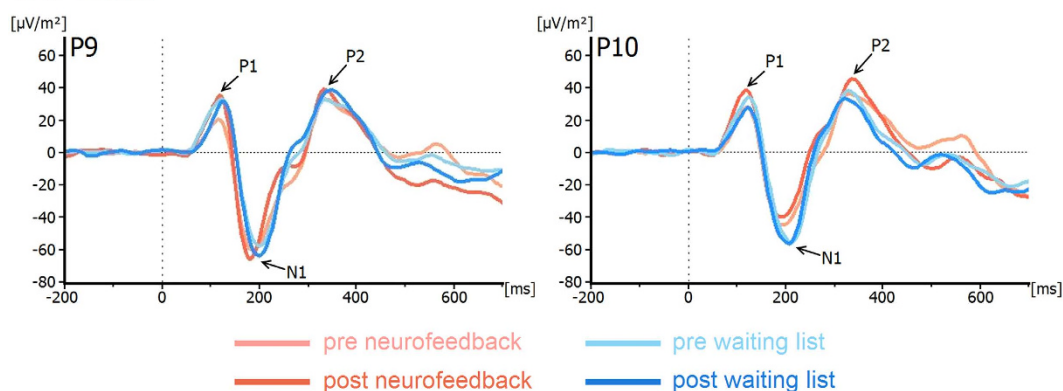 [µV/m²]
P9
60
40
20
0
-20
-40
-60
-80
-200
0
200
400
600
[ms]
P1
P2
N1
[µV/m²]
P10
60
40
20
0
-20
-40
-60
-80
-200
0
200
400
600
[ms]
P1
P2
N1
pre neurofeedback
pre waiting list
post neurofeedback
post waiting list